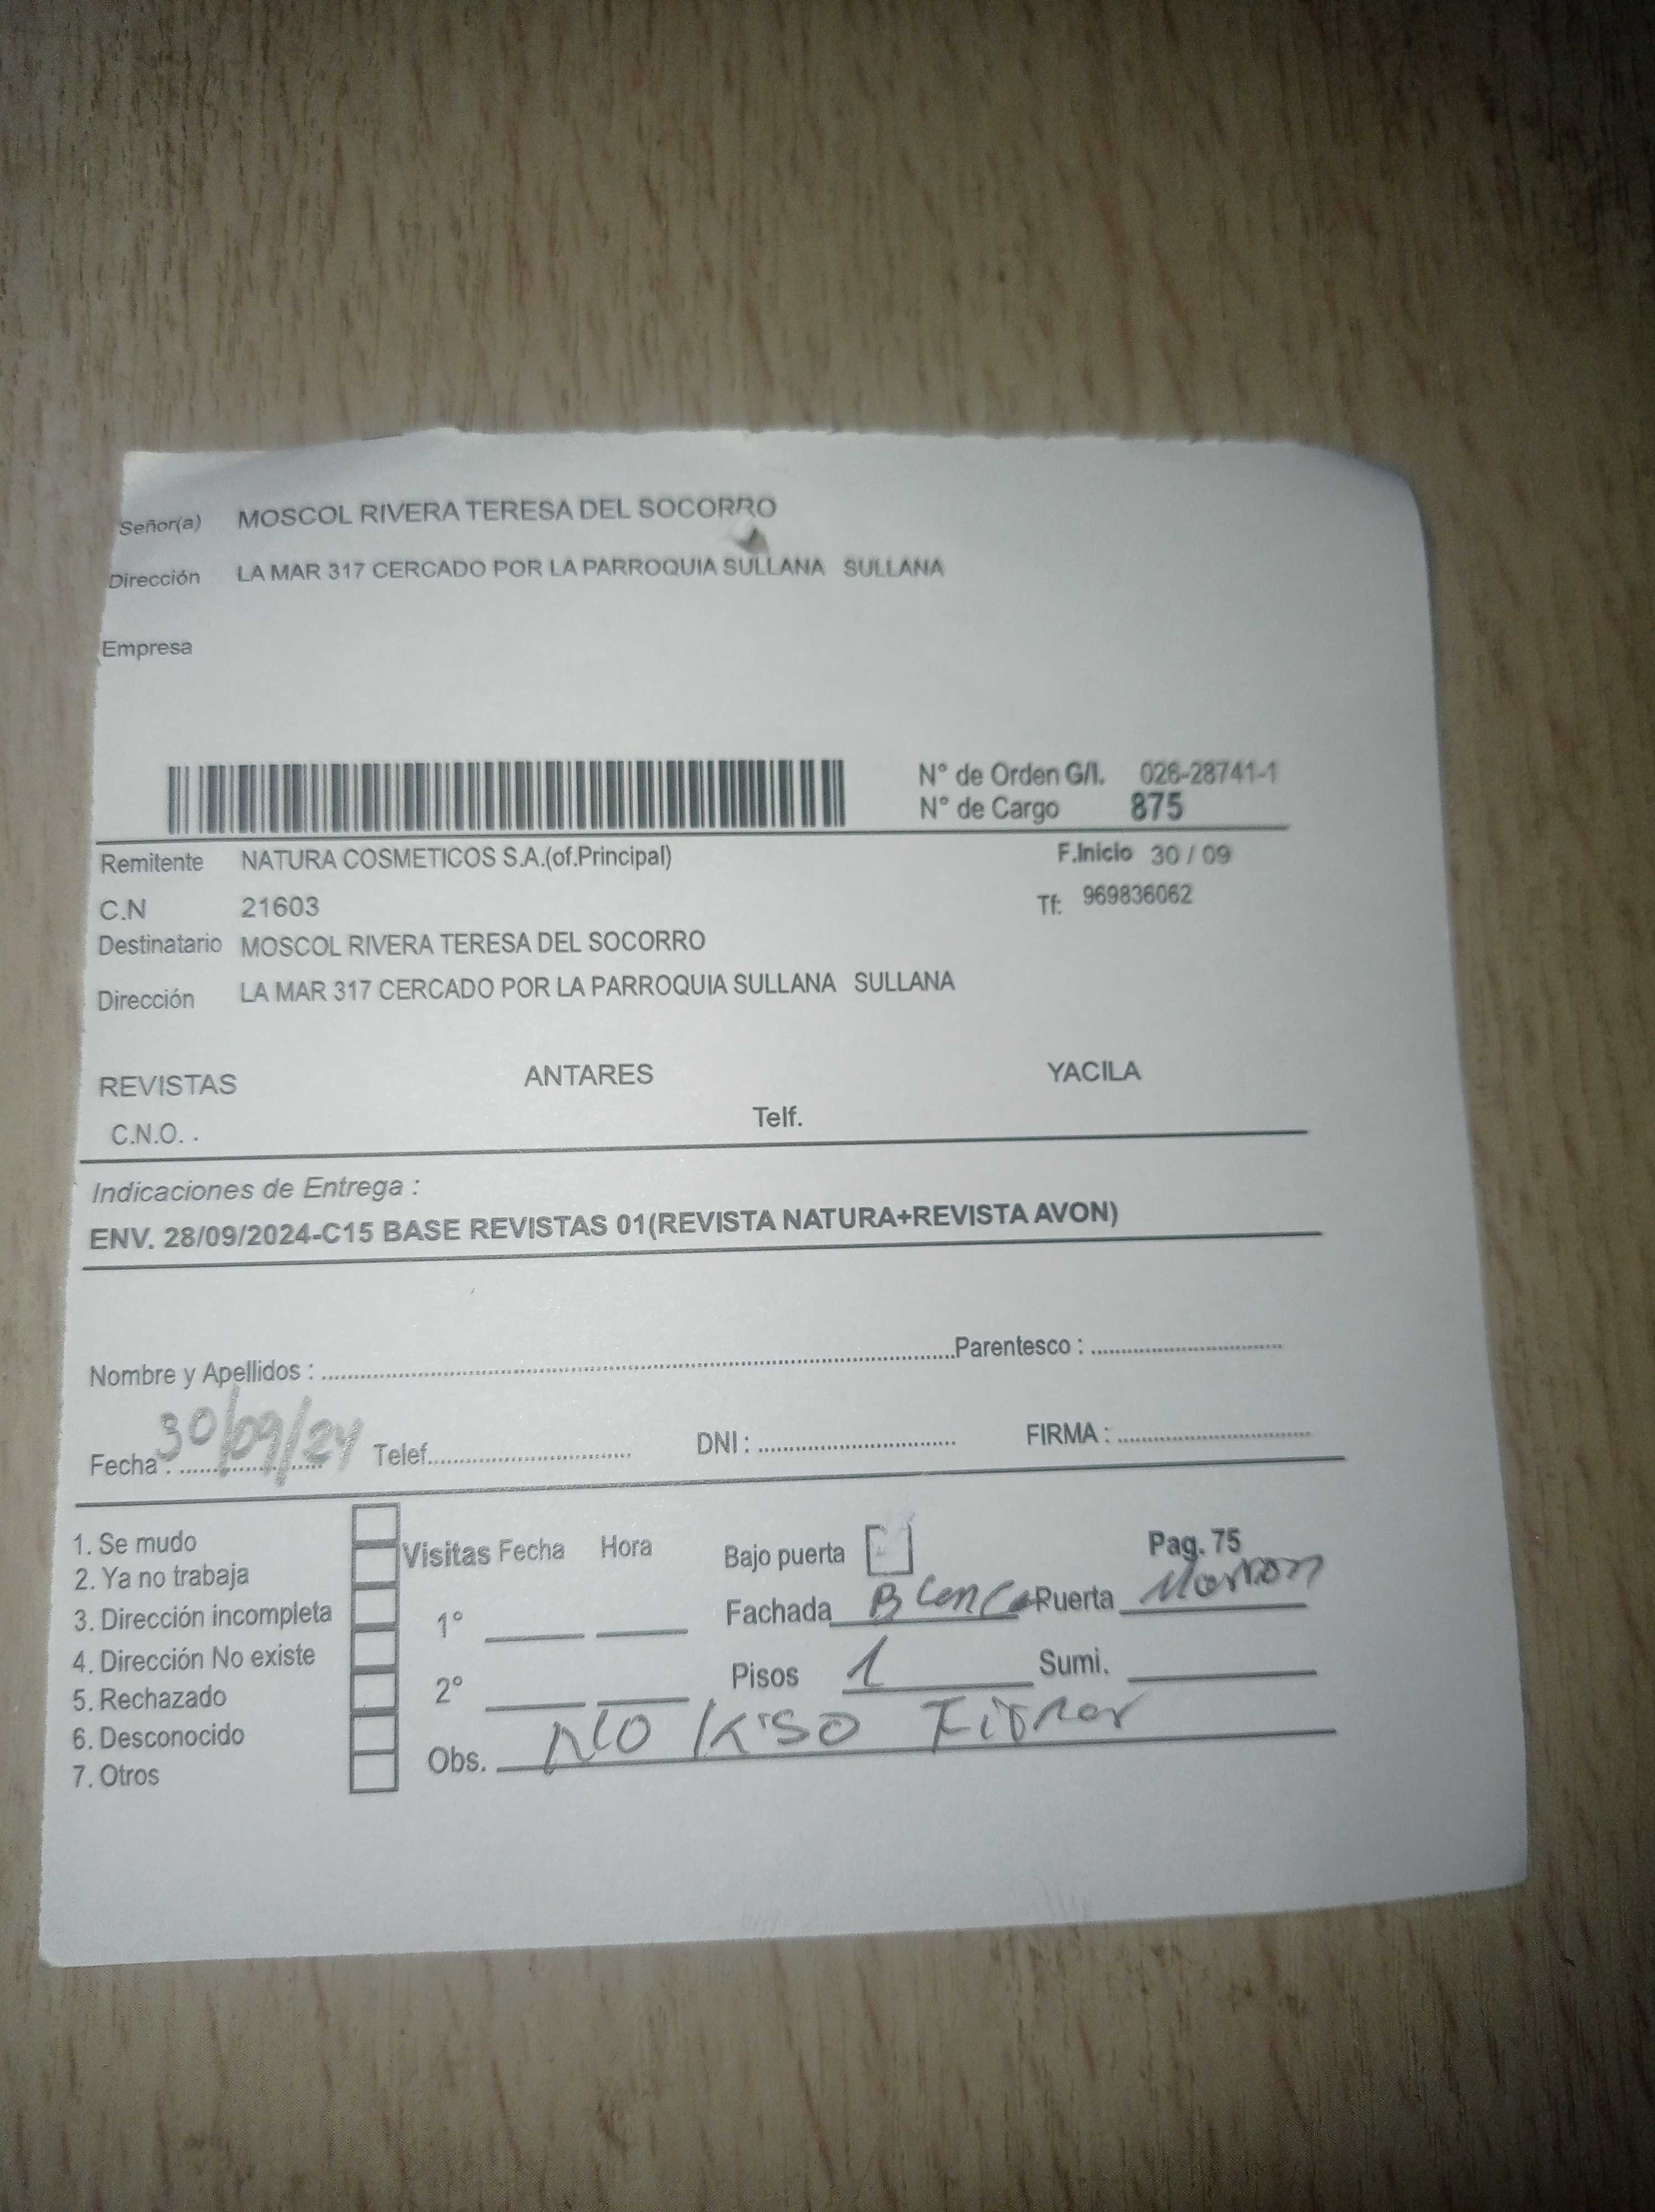 Señor(a) MOSCOL RIVERA TERESA DEL SOCORRO
Dirección LA MAR 317 CERCADO POR LA PARROQUIA SULLANA SULLANA
Empresa
N° de Orden G/I. 026-28741-1
N° de Cargo 875
Remitente NATURA COSMETICOS S.A.(of.Principal) F.Inicio 30 / 09
C.N 21603 Tf: 969836062
Destinatario MOSCOL RIVERA TERESA DEL SOCORRO
Dirección LA MAR 317 CERCADO POR LA PARROQUIA SULLANA SULLANA
REVISTAS ANTARES YACILA
C.N.O. . Telf.
Indicaciones de Entrega :
ENV. 28/09/2024-C15 BASE REVISTAS 01(REVISTA NATURA+REVISTA AVON)
Nombre y Apellidos : Parentesco :
Fecha : 30/09/24 Telef. DNI : FIRMA :
1. Se mudo
2. Ya no trabaja
3. Dirección incompleta
4. Dirección No existe
5. Rechazado
6. Desconocido
7. Otros
Visitas Fecha Hora
1°
2°
Bajo puerta Pag. 75
Fachada Blanca Puerta Marron
Pisos 1 Sumi.
Obs. No Kiso Firmar